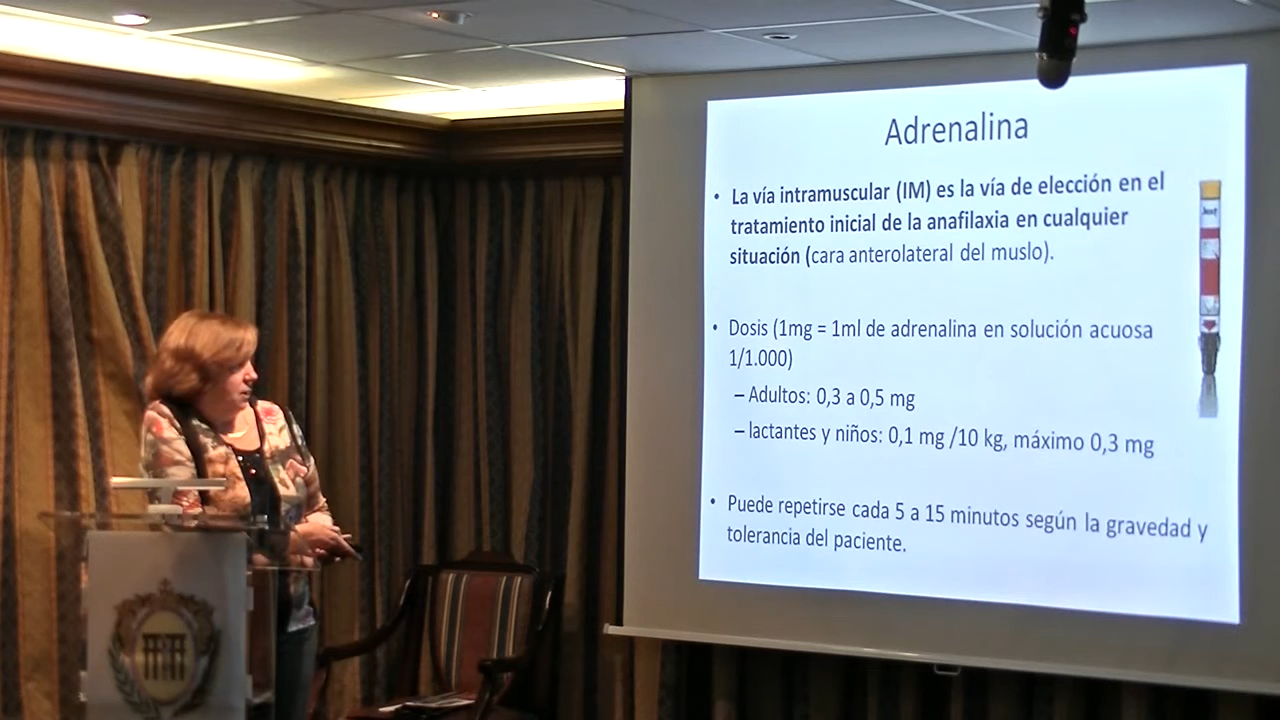 Adrenalina
• La vía intramuscular (IM) es la vía de elección en el
tratamiento inicial de la anafilaxia en cualquier
situación (cara anterolateral del muslo).
• Dosis (1mg = 1ml de adrenalina en solución acuosa
1/1.000)
– Adultos: 0,3 a 0,5 mg
– lactantes y niños: 0,1 mg /10 kg, máximo 0,3 mg
• Puede repetirse cada 5 a 15 minutos según la gravedad y
tolerancia del paciente.